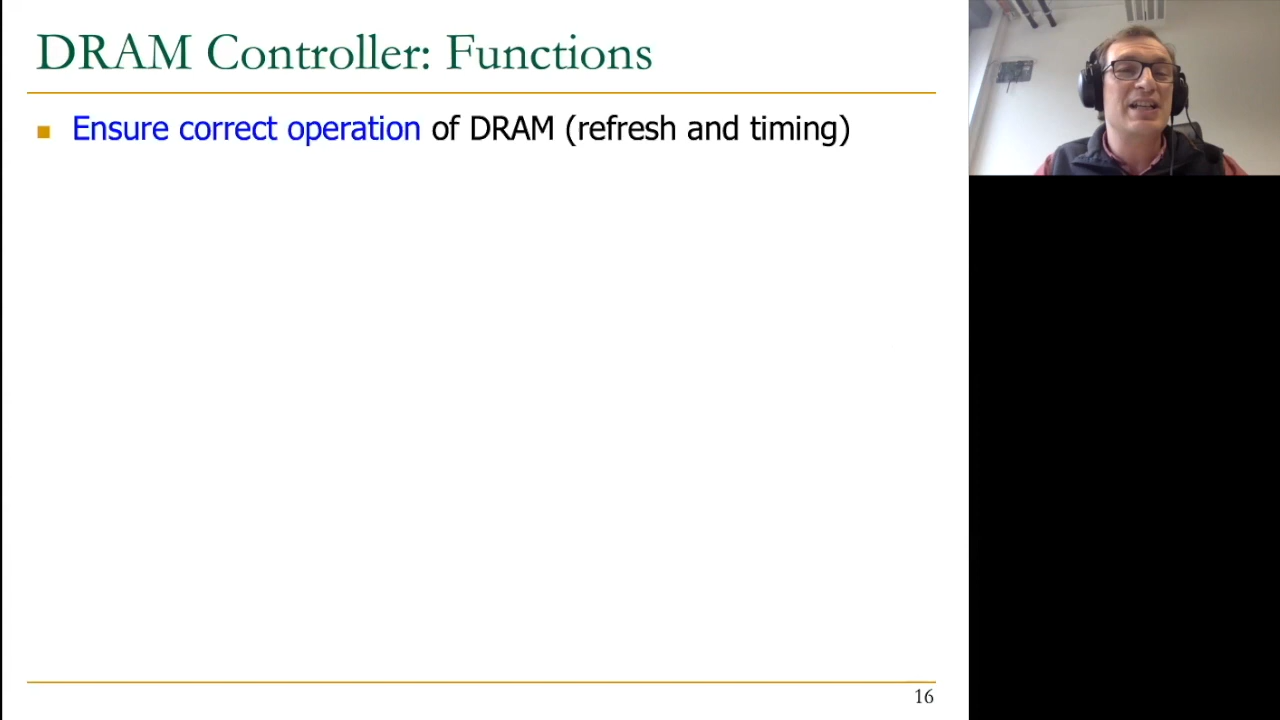 DRAM Controller: Functions
Ensure correct operation of DRAM (refresh and timing)
16